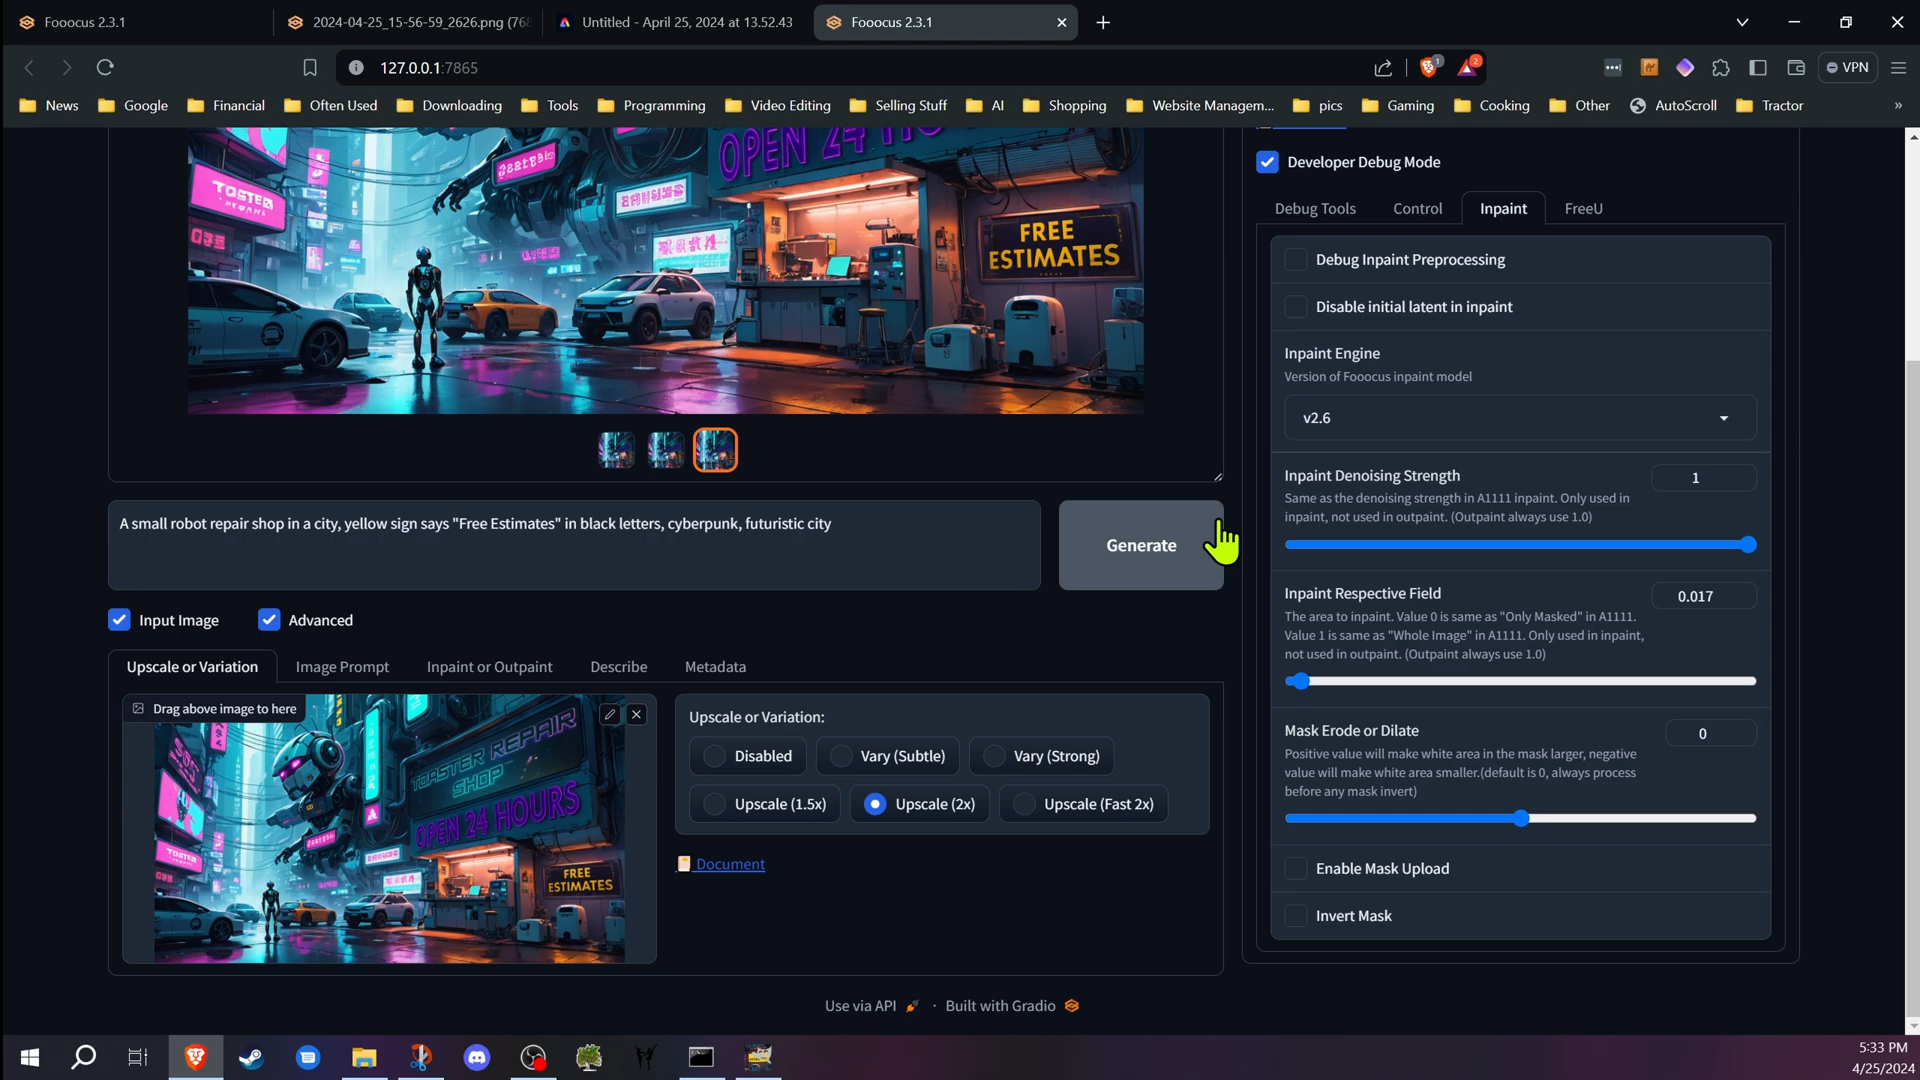 Fooocus 2.3.1
2024-04-25_15-56-59_2626.png (768
Untitled - April 25, 2024 at 13.52.43
Fooocus 2.3.1
127.0.0.1:7865
1
2
VPN
News
Google
Financial
Often Used
Downloading
Tools
Programming
Video Editing
Selling Stuff
AI
Shopping
Website Managem...
pics
Gaming
Cooking
Other
AutoScroll
Tractor
»
OPEN 24 HO
TOSTED
FREE
ESTIMATES
A small robot repair shop in a city, yellow sign says "Free Estimates" in black letters, cyberpunk, futuristic city
Generate
Input Image
Advanced
Upscale or Variation
Image Prompt
Inpaint or Outpaint
Describe
Metadata
Drag above image to here
TOASTER REPAIR
SHOP
OPEN 24 HOURS
FREE
ESTIMATES
Upscale or Variation:
Disabled
Vary (Subtle)
Vary (Strong)
Upscale (1.5x)
Upscale (2x)
Upscale (Fast 2x)
Document
Developer Debug Mode
Debug Tools
Control
Inpaint
FreeU
Debug Inpaint Preprocessing
Disable initial latent in inpaint
Inpaint Engine
Version of Fooocus inpaint model
v2.6
Inpaint Denoising Strength
1
Same as the denoising strength in A1111 inpaint. Only used in
inpaint, not used in outpaint. (Outpaint always use 1.0)
Inpaint Respective Field
0.017
The area to inpaint. Value 0 is same as "Only Masked" in A1111.
Value 1 is same as "Whole Image" in A1111. Only used in inpaint,
not used in outpaint. (Outpaint always use 1.0)
Mask Erode or Dilate
0
Positive value will make white area in the mask larger, negative
value will make white area smaller.(default is 0, always process
before any mask invert)
Enable Mask Upload
Invert Mask
Use via API
·
Built with Gradio
5:33 PM
4/25/2024